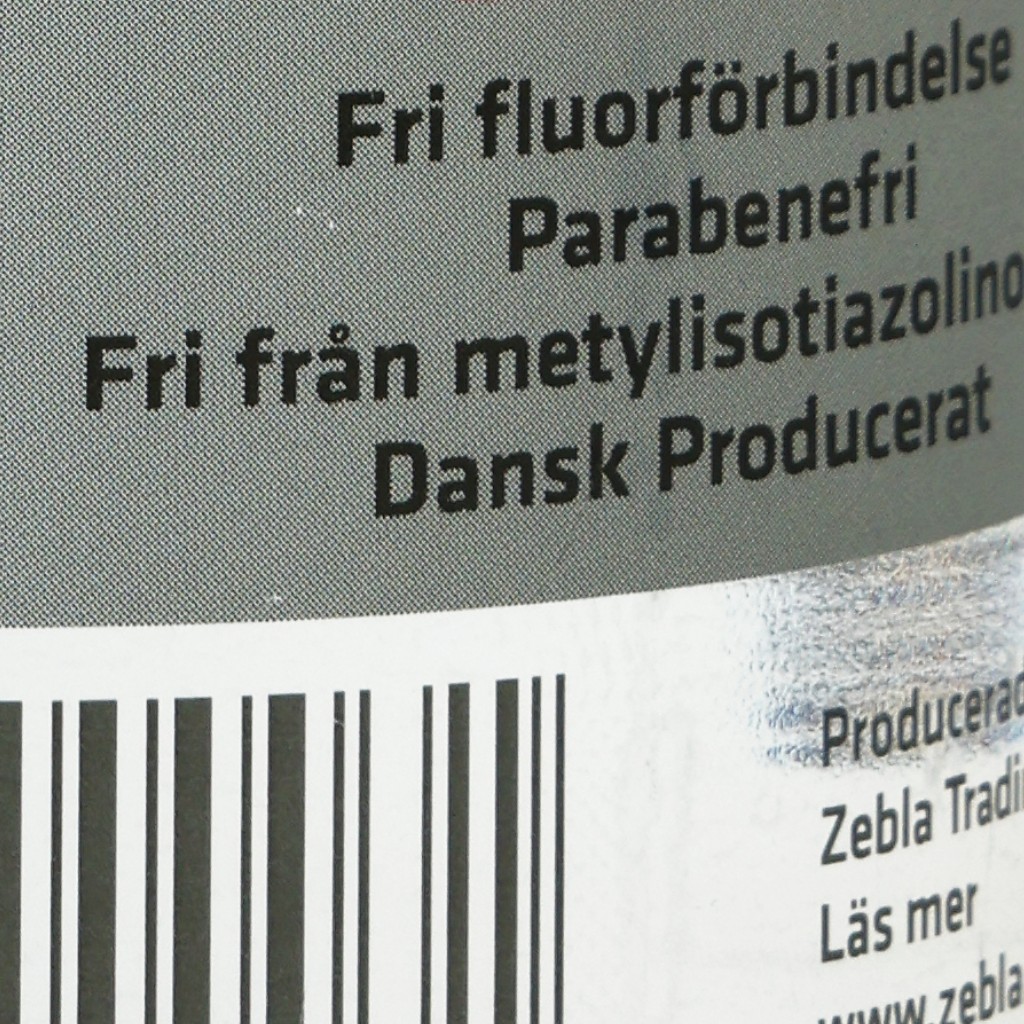 Fri fluorförbindelse
Parabenefri
Fri från metylisotiazolino
Dansk Producerat
Producerad
Zebla Tradi
Läs mer
www.zebla